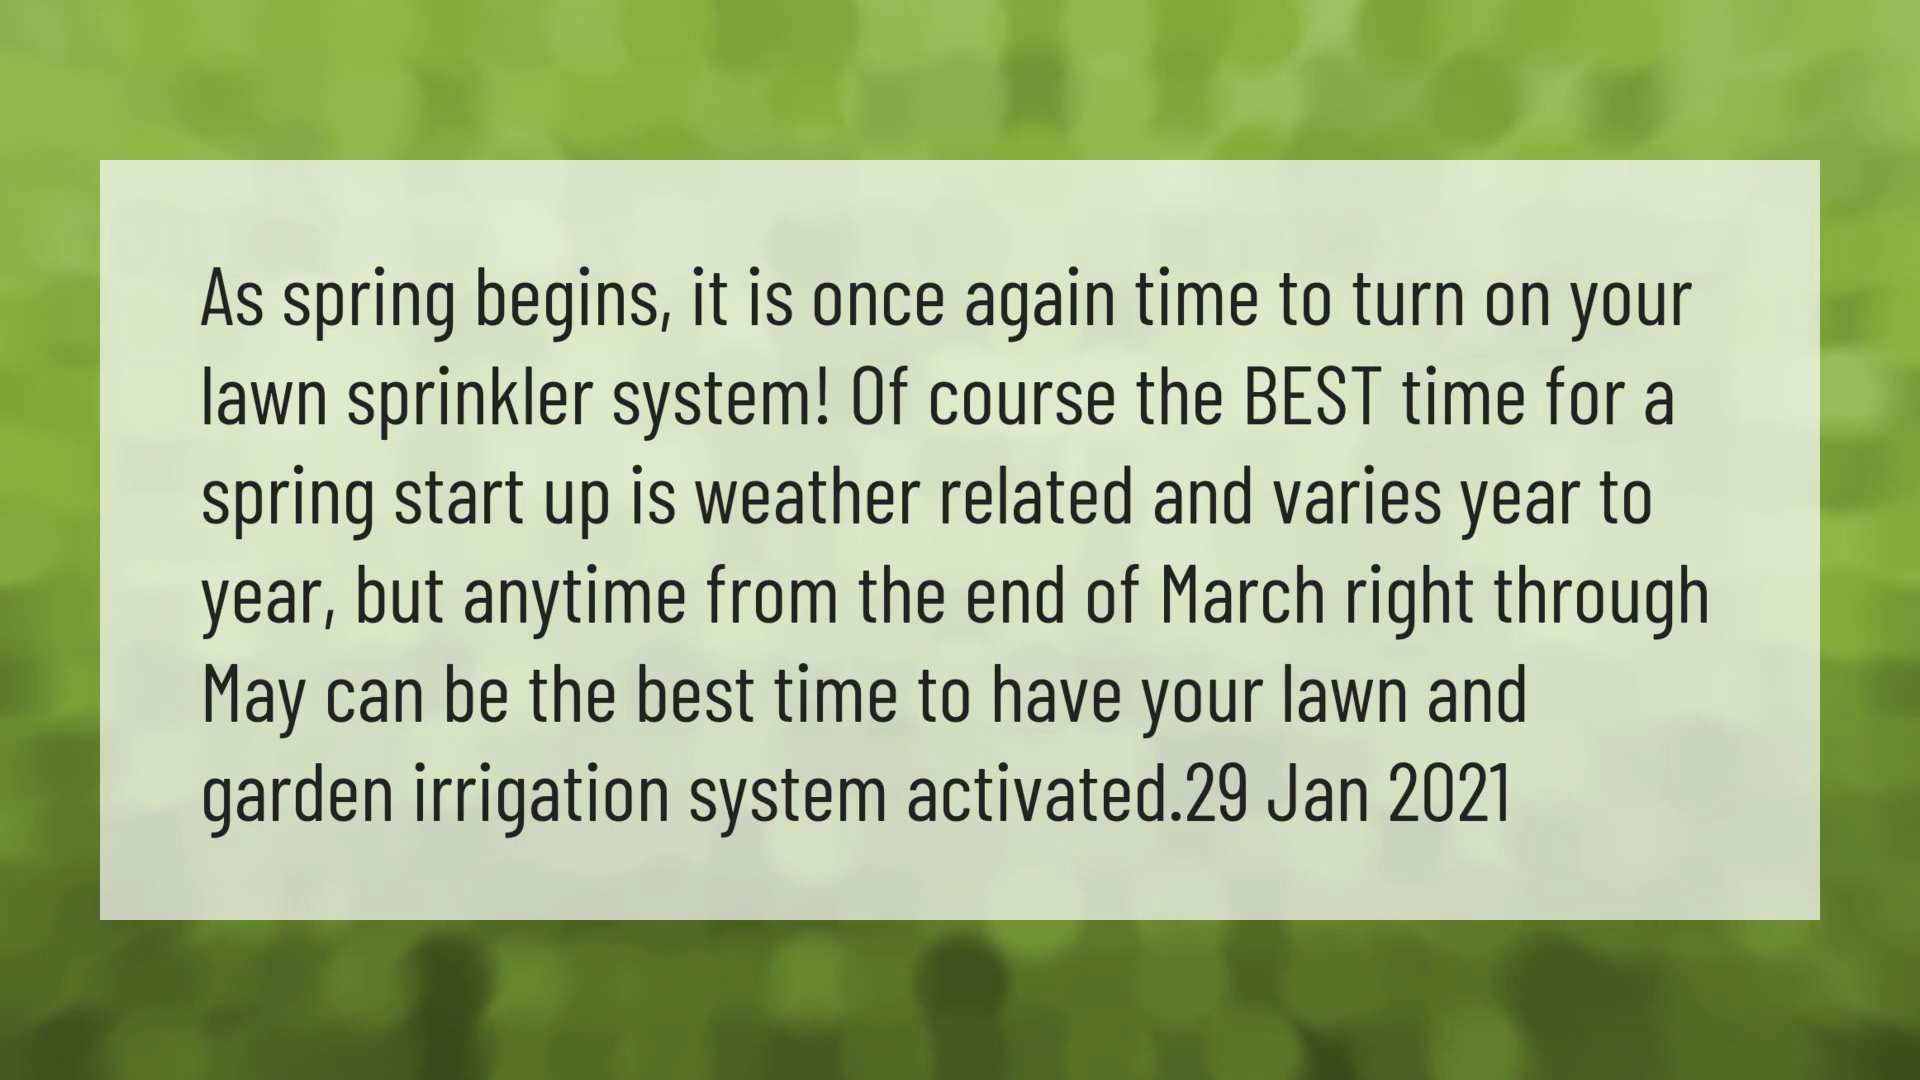 As spring begins, it is once again time to turn on your
lawn sprinkler system! Of course the BEST time for a
spring start up is weather related and varies year to
year, but anytime from the end of March right through
May can be the best time to have your lawn and
garden irrigation system activated.29 Jan 2021